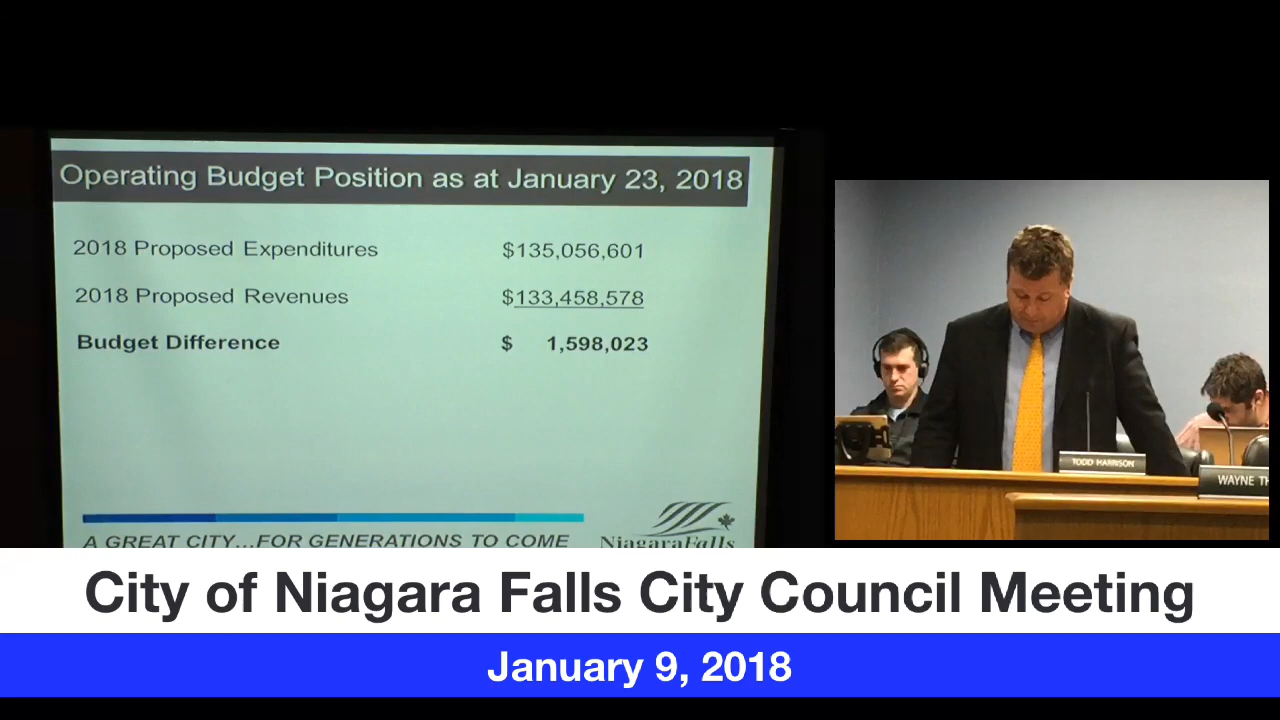 Operating Budget Position as at January 23, 2018
2018 Proposed Expenditures $135,056,601
2018 Proposed Revenues $133,458,578
Budget Difference $ 1,598,023
A GREAT CITY...FOR GENERATIONS TO COME
NiagaraFalls
TODD HARRISON
WAYNE TH
City of Niagara Falls City Council Meeting
January 9, 2018